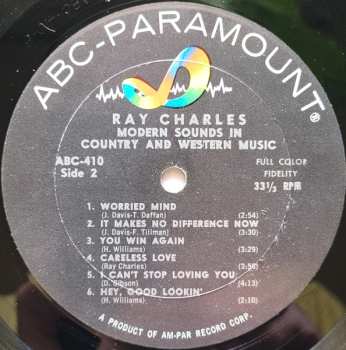 ABC-PARAMOUNT®
RAY CHARLES
MODERN SOUNDS IN
COUNTRY AND WESTERN MUSIC
ABC-410
Side 2
FULL COLOR
FIDELITY
33⅓ RPM
1. WORRIED MIND
(J. Davis-T. Daffan) (2:54)
2. IT MAKES NO DIFFERENCE NOW
(J. Davis-F. Tillman) (3:30)
3. YOU WIN AGAIN
(H. Williams) (3:29)
4. CARELESS LOVE
(Ray Charles) (3:56)
5. I CAN'T STOP LOVING YOU
(D. Gibson) (4:13)
6. HEY, GOOD LOOKIN'
(H. Williams) (2:10)
A PRODUCT OF AM-PAR RECORD CORP.